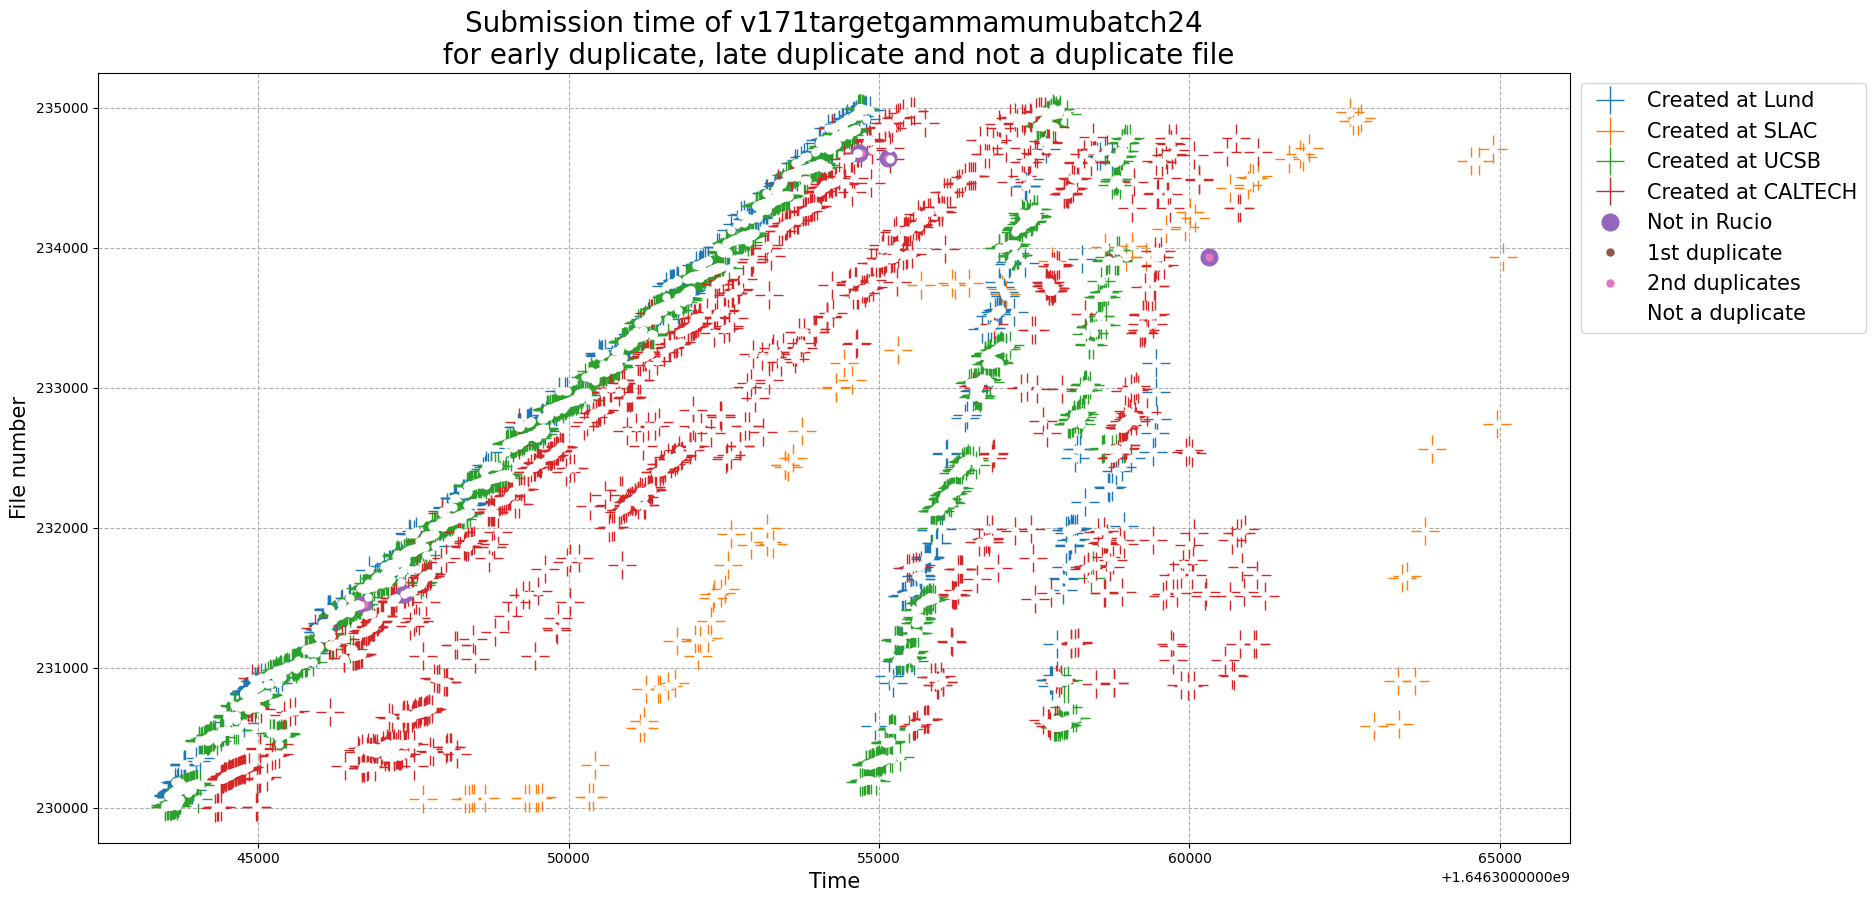 Submission time of v171targetgammamumubatch24
for early duplicate, late duplicate and not a duplicate file
File number
235000
234000
233000
232000
231000
230000
45000
50000
55000
60000
65000
+1.6463000000e9
Time
Created at Lund
Created at SLAC
Created at UCSB
Created at CALTECH
Not in Rucio
1st duplicate
2nd duplicates
Not a duplicate